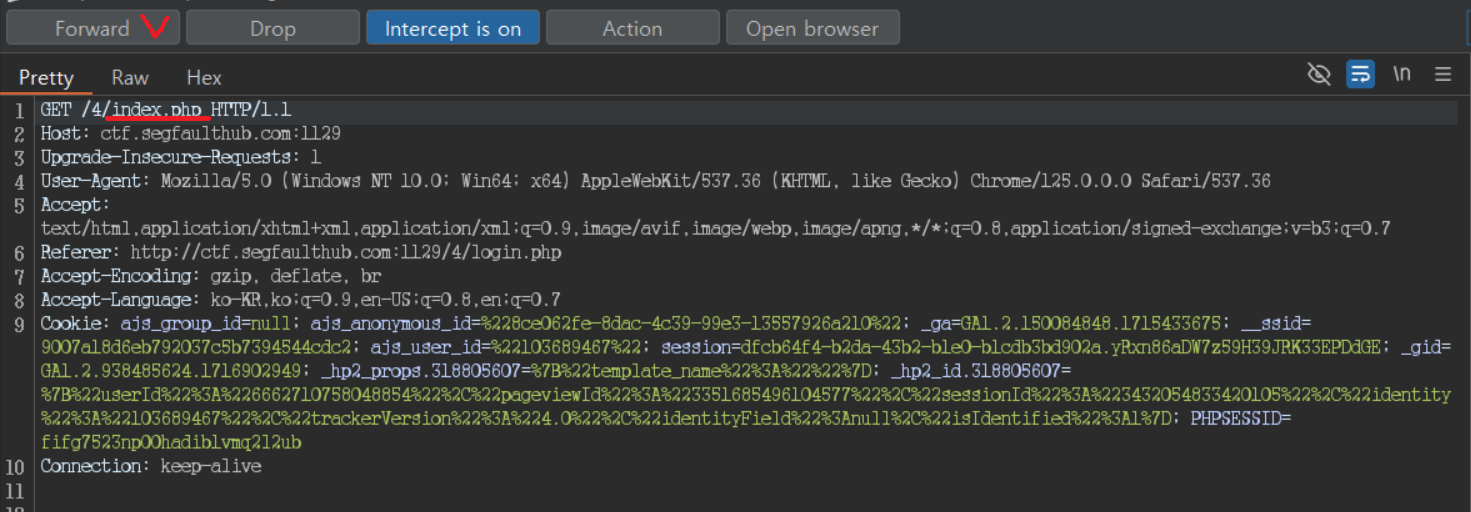 Forward Drop Intercept is on Action Open browser
Pretty Raw Hex \n
1 GET /4/index.php HTTP/1.1
2 Host: ctf.segfaulthub.com:1129
3 Upgrade-Insecure-Requests: 1
4 User-Agent: Mozilla/5.0 (Windows NT 10.0; Win64; x64) AppleWebKit/537.36 (KHTML, like Gecko) Chrome/125.0.0.0 Safari/537.36
5 Accept:
text/html,application/xhtml+xml,application/xml;q=0.9,image/avif,image/webp,image/apng,*/*;q=0.8,application/signed-exchange;v=b3;q=0.7
6 Referer: http://ctf.segfaulthub.com:1129/4/login.php
7 Accept-Encoding: gzip, deflate, br
8 Accept-Language: ko-KR,ko;q=0.9,en-US;q=0.8,en;q=0.7
9 Cookie: ajs_group_id=null; ajs_anonymous_id=%228ce062fe-8dac-4c39-99e3-13557926a210%22; _ga=GA1.2.150084848.1715433675; __ssid=
9007a18d6eb792037c5b7394544cdc2; ajs_user_id=%22103689467%22; session=dfcb64f4-b2da-43b2-b1e0-b1cdb3bd902a.yRxn86aDW7z59H39JRK33EPDdGE; _gid=
GA1.2.938485624.1716902949; _hp2_props.318805607=%7B%22template_name%22%3A%22%22%7D; _hp2_id.318805607=
%7B%22userId%22%3A%226662710758048854%22%2C%22pageviewId%22%3A%22335168549610457​7%22%2C%22sessionId%22%3A%223432054833420105%22%2C%22identity
%22%3A%22103689467%22%2C%22trackerVersion%22%3A%224.0%22%2C%22identityField%22%3Anull%2C%22isIdentified%22%3A1%7D; PHPSESSID=
fifg7523np00hadiblvmq212ub
10 Connection: keep-alive
11